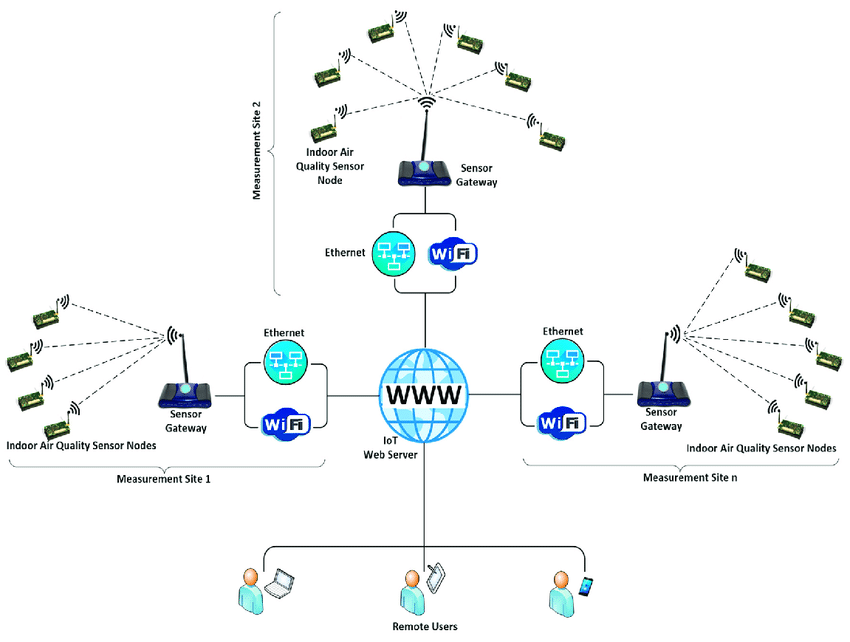 Measurement Site 2
Indoor Air
Quality Sensor
Node
Sensor
Gateway
Ethernet
WiFi
Ethernet
WiFi
Sensor
Gateway
Indoor Air Quality Sensor Nodes
Measurement Site 1
WWW
IoT
Web Server
Ethernet
WiFi
Sensor
Gateway
Indoor Air Quality Sensor Nodes
Measurement Site n
Remote Users